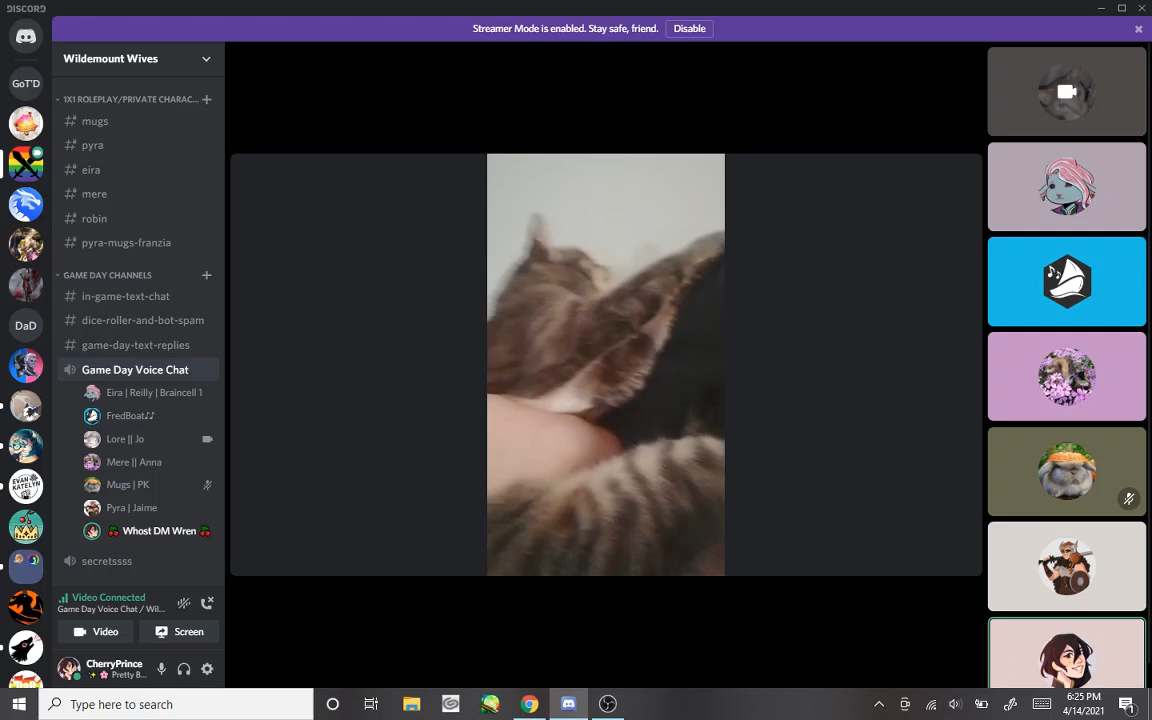 DISCORD
Streamer Mode is enabled. Stay safe, friend. Disable
Wildemount Wives
1X1 ROLEPLAY/PRIVATE CHARAC...
mugs
pyra
eira
mere
robin
pyra-mugs-franzia
GAME DAY CHANNELS
in-game-text-chat
dice-roller-and-bot-spam
game-day-text-replies
Game Day Voice Chat
Eira | Reilly | Braincell 1
FredBoat♪♪
Lore || Jo
Mere || Anna
Mugs | PK
Pyra | Jaime
🍒 Whost DM Wren 🍒
secretssss
Video Connected
Game Day Voice Chat / Wil...
Video
Screen
CherryPrince
✨ 🌸 Pretty B...
GoT'D
DaD
EVAN
KATELYN
Type here to search
6:25 PM
4/14/2021
1